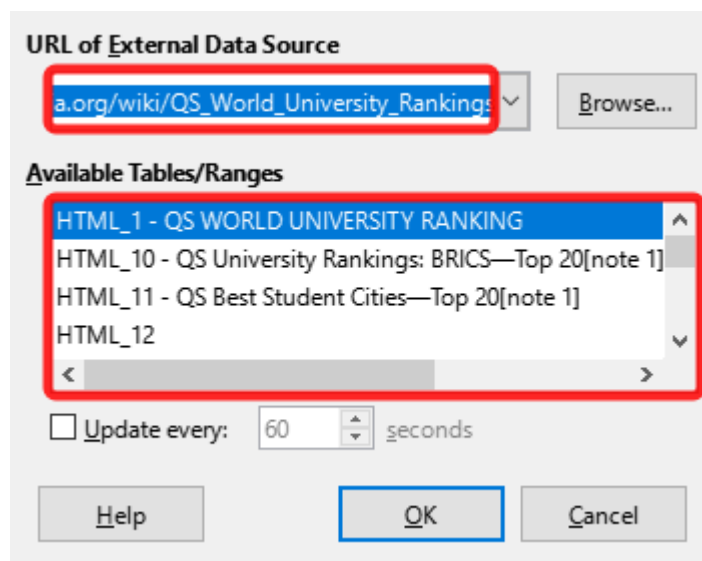 URL of External Data Source
a.org/wiki/QS_World_University_Rankings
Browse...
Available Tables/Ranges
HTML_1 - QS WORLD UNIVERSITY RANKING
HTML_10 - QS University Rankings: BRICS—Top 20[note 1]
HTML_11 - QS Best Student Cities—Top 20[note 1]
HTML_12
Update every: 60 seconds
Help OK Cancel